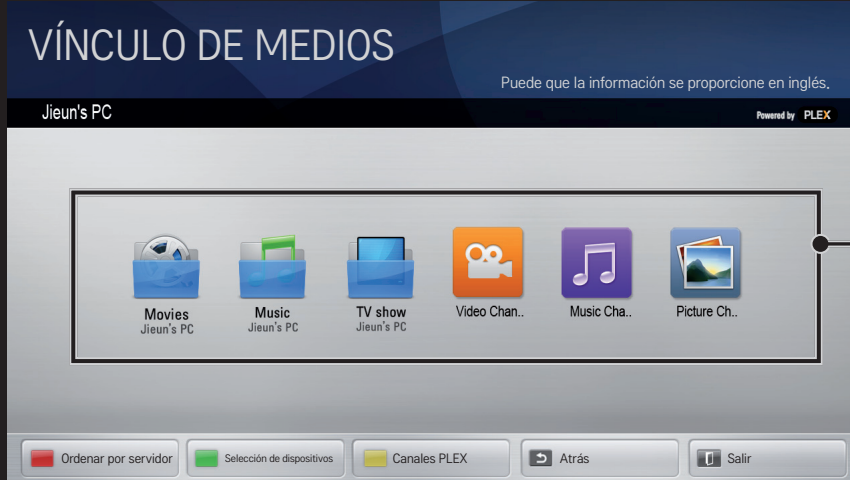 VÍNCULO DE MEDIOS
Puede que la información se proporcione en inglés.
Jieun's PC
Powered by PLEX
Movies
Jieun's PC
Music
Jieun's PC
TV show
Jieun's PC
Video Chan..
Music Cha..
Picture Ch..
Ordenar por servidor
Selección de dispositivos
Canales PLEX
Atrás
Salir